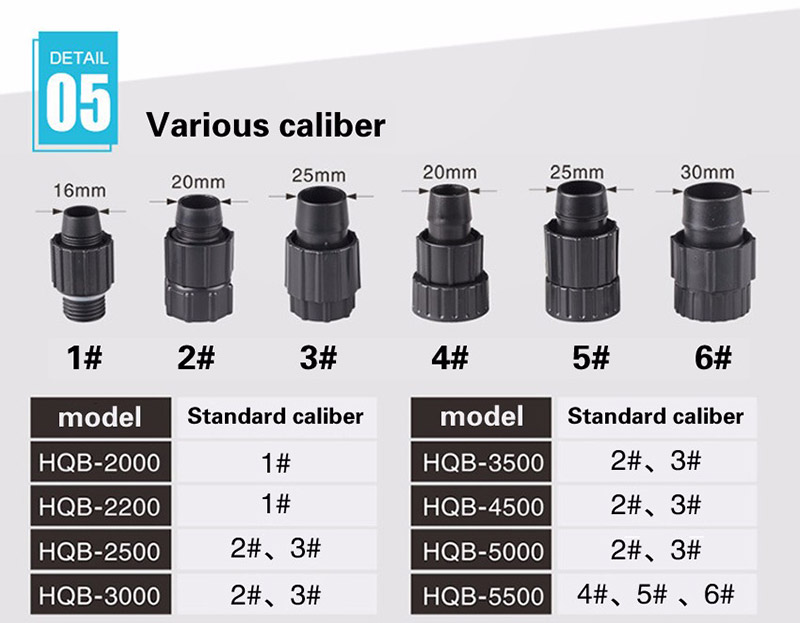 DETAIL
05
Various caliber
16mm 20mm 25mm 20mm 25mm 30mm
1# 2# 3# 4# 5# 6#
model Standard caliber model Standard caliber
HQB-2000 1# HQB-3500 2#、3#
HQB-2200 1# HQB-4500 2#、3#
HQB-2500 2#、3# HQB-5000 2#、3#
HQB-3000 2#、3# HQB-5500 4#、5# 、6#